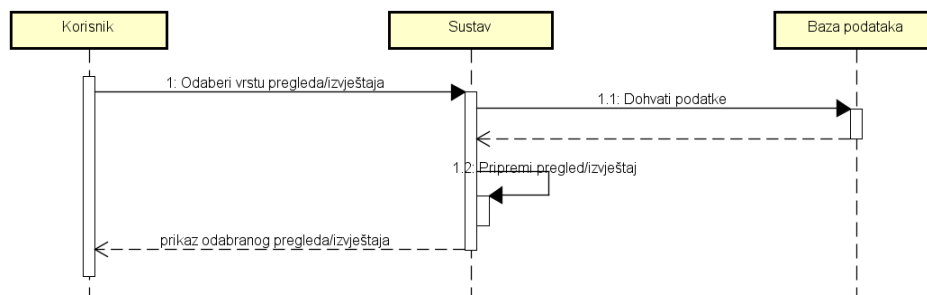 Korisnik
Sustav
Baza podataka
1: Odaberi vrstu pregleda/izvještaja
1.1: Dohvati podatke
1.2: Pripremi pregled/izvještaj
prikaz odabranog pregleda/izvještaja